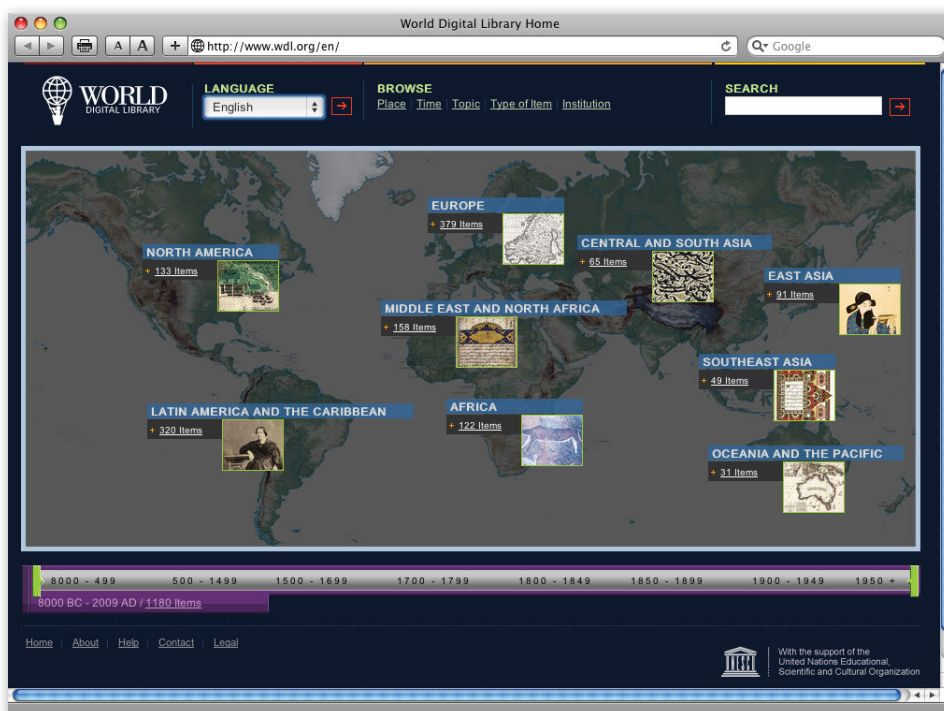 World Digital Library Home
A A + http://www.wdl.org/en/ Google
WORLD
DIGITAL LIBRARY
LANGUAGE
English
BROWSE
Place | Time | Topic | Type of Item | Institution
SEARCH
EUROPE
+ 379 Items
CENTRAL AND SOUTH ASIA
+ 65 Items
NORTH AMERICA
+ 133 Items
EAST ASIA
+ 91 Items
MIDDLE EAST AND NORTH AFRICA
+ 158 Items
SOUTHEAST ASIA
+ 49 Items
LATIN AMERICA AND THE CARIBBEAN
+ 320 Items
AFRICA
+ 122 Items
OCEANIA AND THE PACIFIC
+ 31 Items
8000 - 499 500 - 1499 1500 - 1699 1700 - 1799 1800 - 1849 1850 - 1899 1900 - 1949 1950 +
8000 BC - 2009 AD / 1180 Items
Home | About | Help | Contact | Legal
With the support of the
United Nations Educational,
Scientific and Cultural Organization